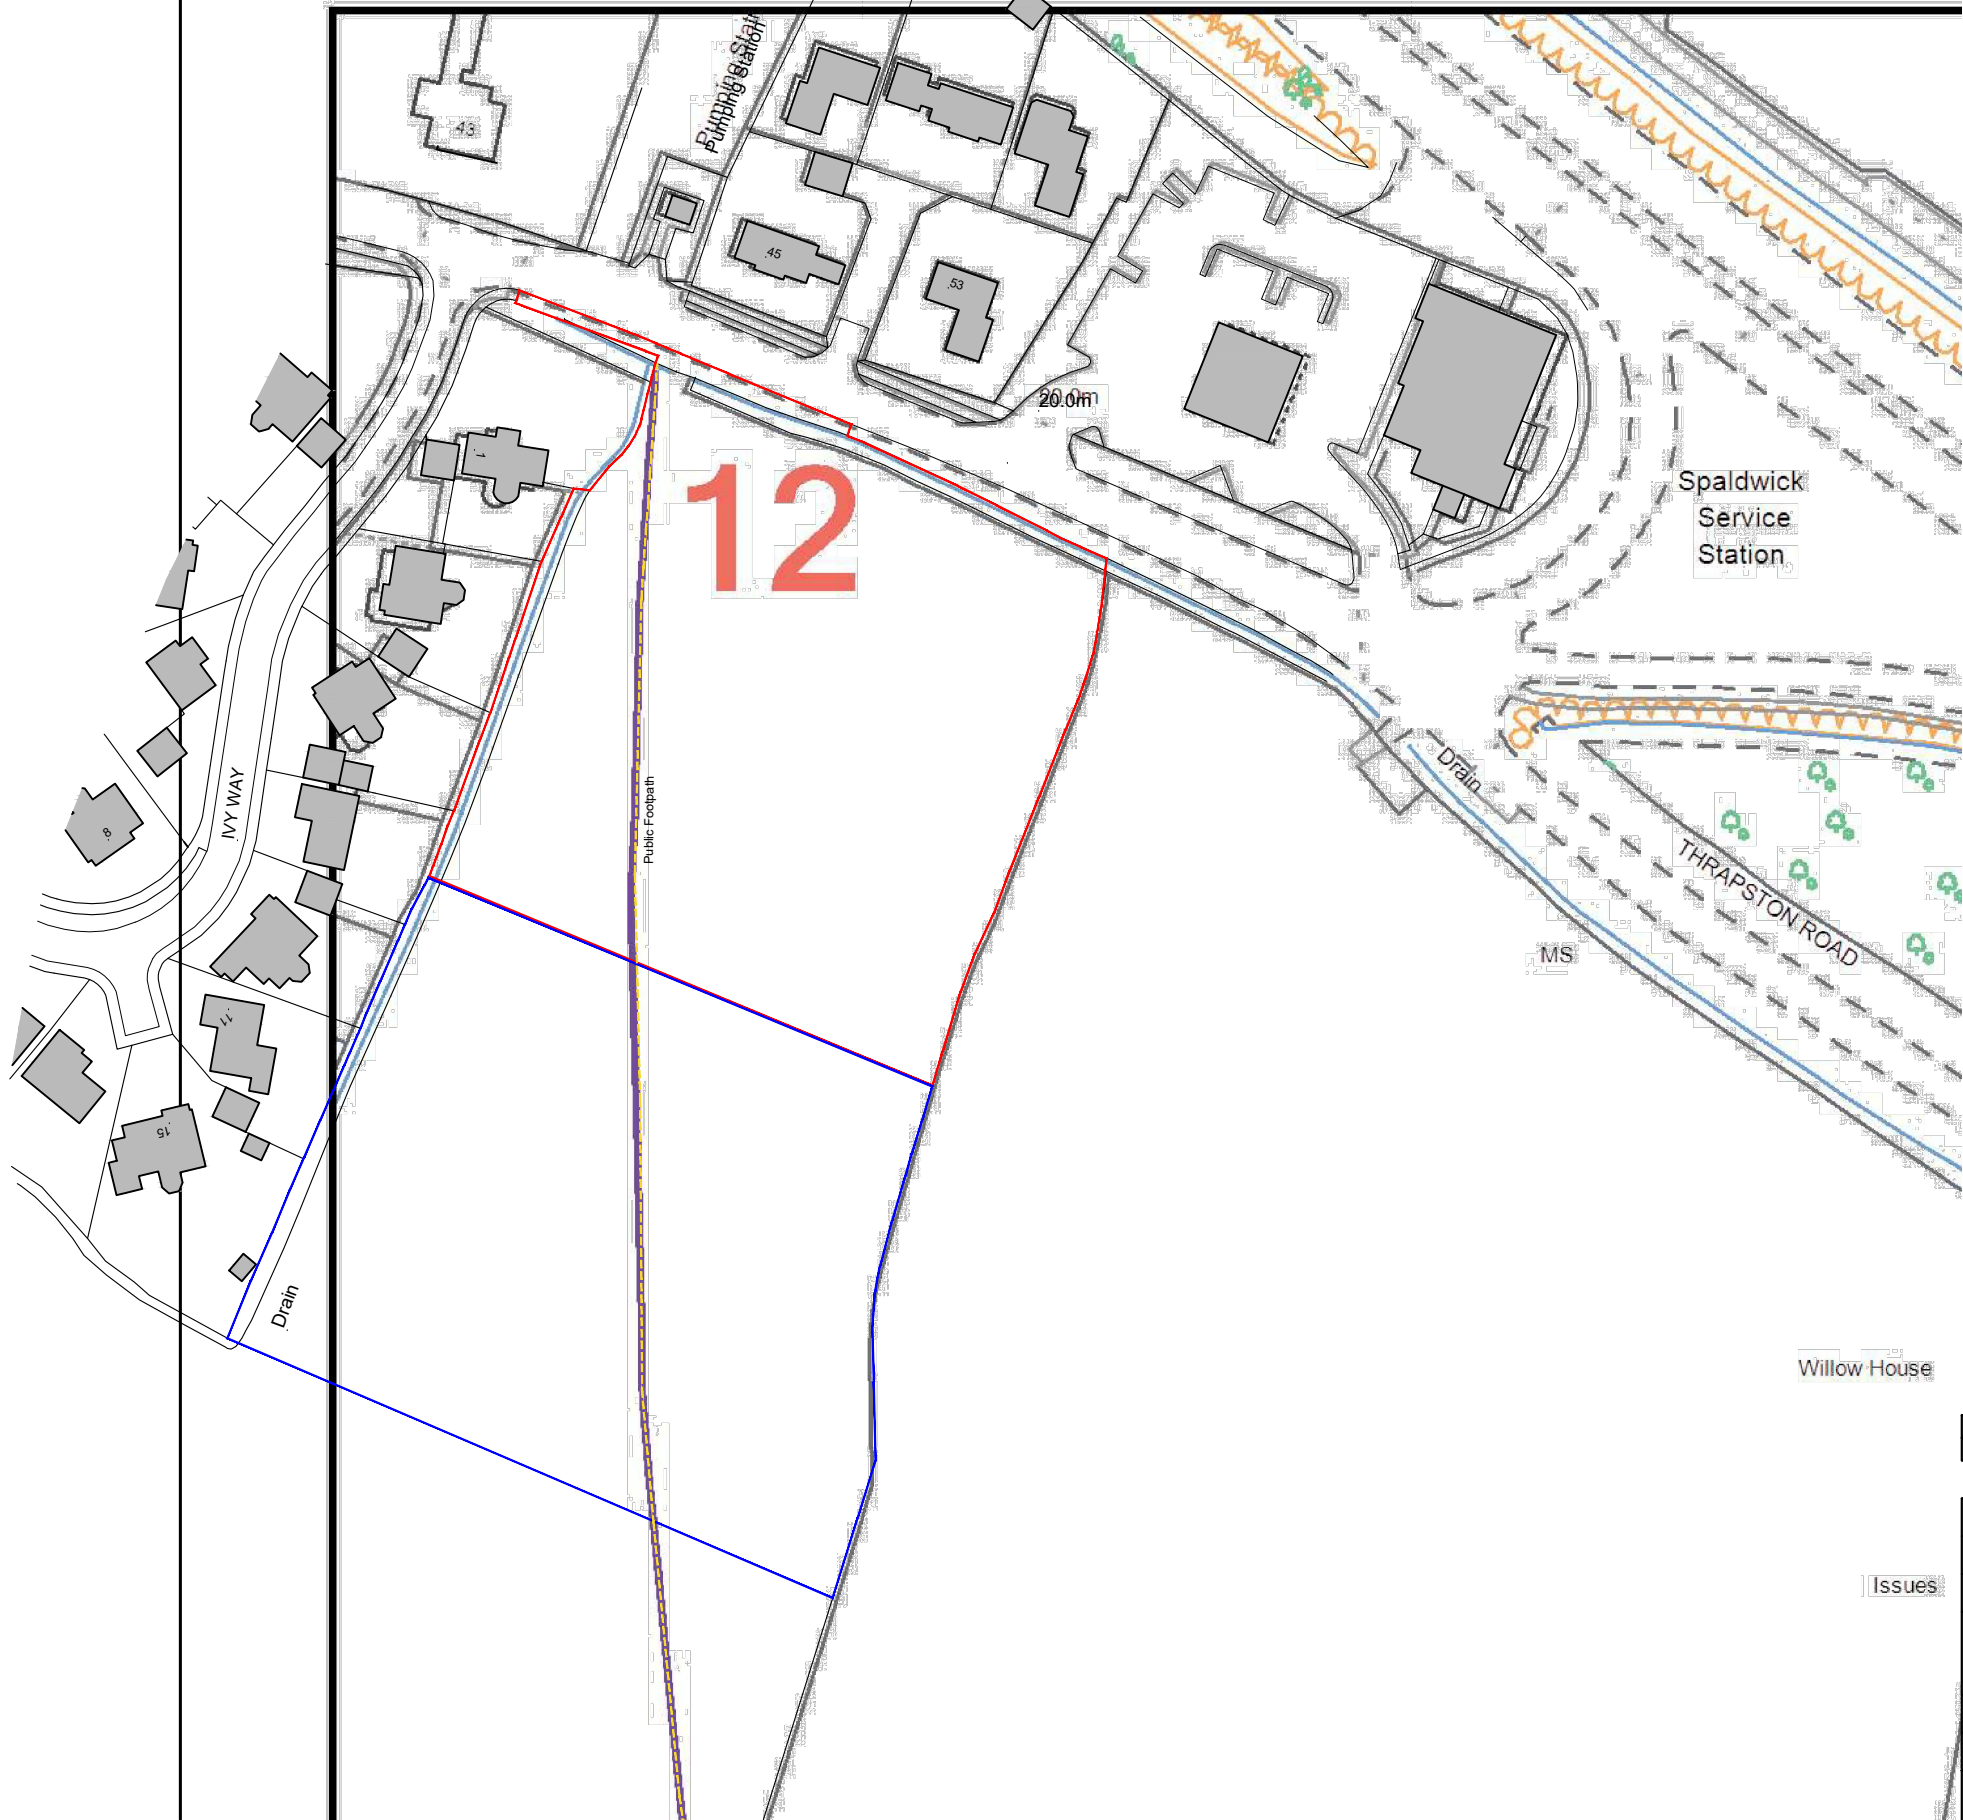 Pumping Station
Pumping Station
43
45
53
20.0m
20.0m
1
12
Spaldwick
Service
Station
Public Footpath
IVY WAY
8
Drain
THRAPSTON ROAD
MS
11
15
Drain
Willow House
Issues